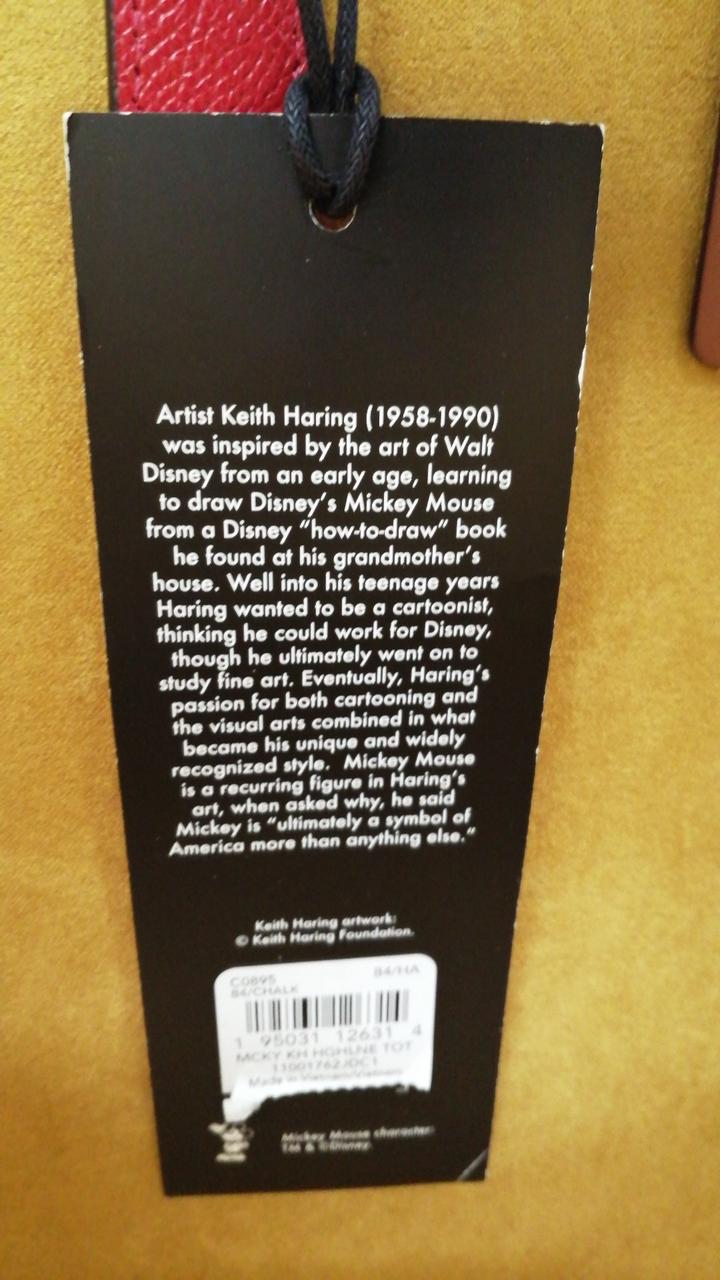 Artist Keith Haring (1958-1990)
was inspired by the art of Walt
Disney from an early age, learning
to draw Disney's Mickey Mouse
from a Disney "how-to-draw" book
he found at his grandmother's
house. Well into his teenage years
Haring wanted to be a cartoonist,
thinking he could work for Disney,
though he ultimately went on to
study fine art. Eventually, Haring's
passion for both cartooning and
the visual arts combined in what
became his unique and widely
recognized style. Mickey Mouse
is a recurring figure in Haring's
art, when asked why, he said
Mickey is "ultimately a symbol of
America more than anything else."
Keith Haring artwork:
© Keith Haring Foundation.
C0895 B4/HA
B4/CHALK
1 95031 12631 4
MCKY KH HGHLNE TOT
11001762JDC1
Made in Vietnam/Vietnam
Mickey Mouse character:
TM & ©Disney.